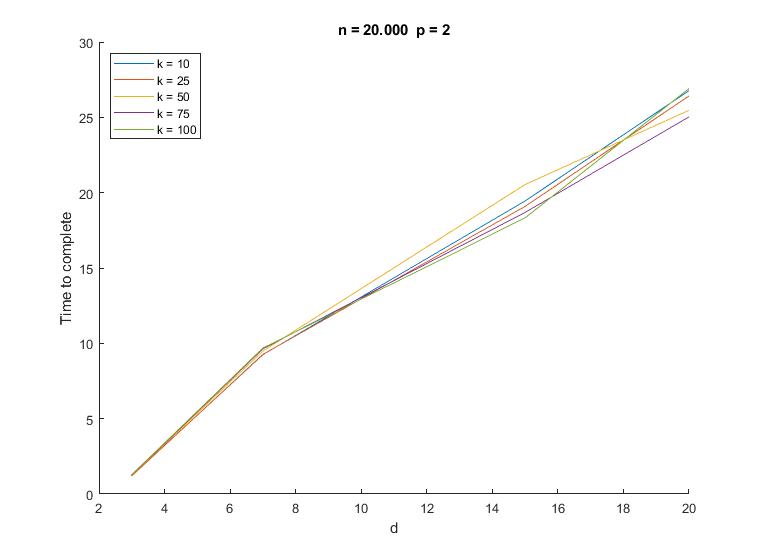 n = 20.000 p = 2
30
25
20
15
10
5
0
Time to complete
k = 10
k = 25
k = 50
k = 75
k = 100
2 4 6 8 10 12 14 16 18 20
d